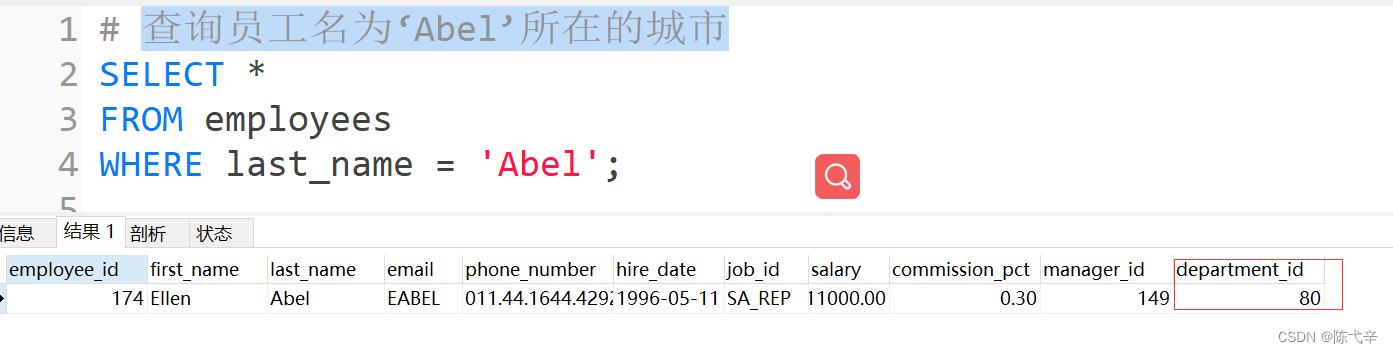 1 # 查询员工名为‘Abel’所在的城市
2 SELECT *
3 FROM employees
4 WHERE last_name = 'Abel';
5
信息 结果 1 剖析 状态
employee_id first_name last_name email phone_number hire_date job_id salary commission_pct manager_id department_id
174 Ellen Abel EABEL 011.44.1644.4292 1996-05-11 SA_REP 11000.00 0.30 149 80
CSDN @陈弋辛